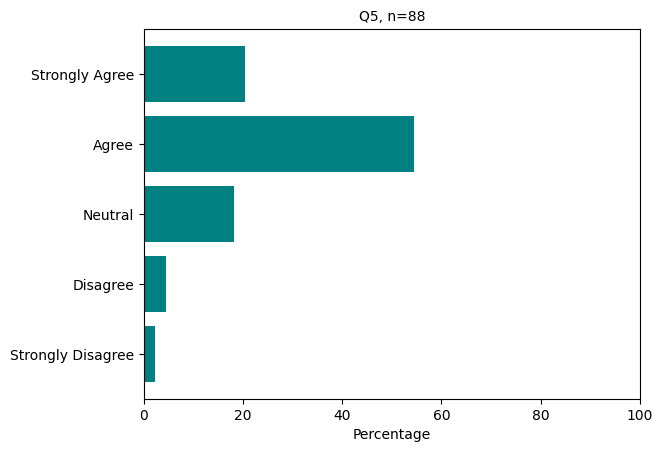 Q5, n=88
Strongly Agree
Agree
Neutral
Disagree
Strongly Disagree
0 20 40 60 80 100
Percentage